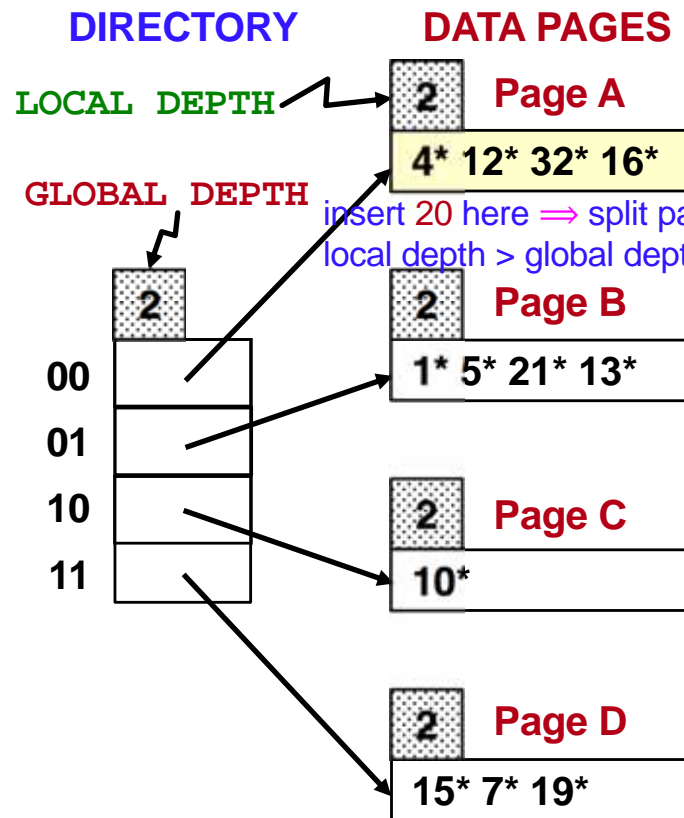 DIRECTORY DATA PAGES
LOCAL DEPTH 2 Page A
4* 12* 32* 16*
GLOBAL DEPTH
insert 20 here ⇒ split pa
local depth > global dept
2
2 Page B
00
1* 5* 21* 13*
01
10
2 Page C
11
10*
2 Page D
15* 7* 19*